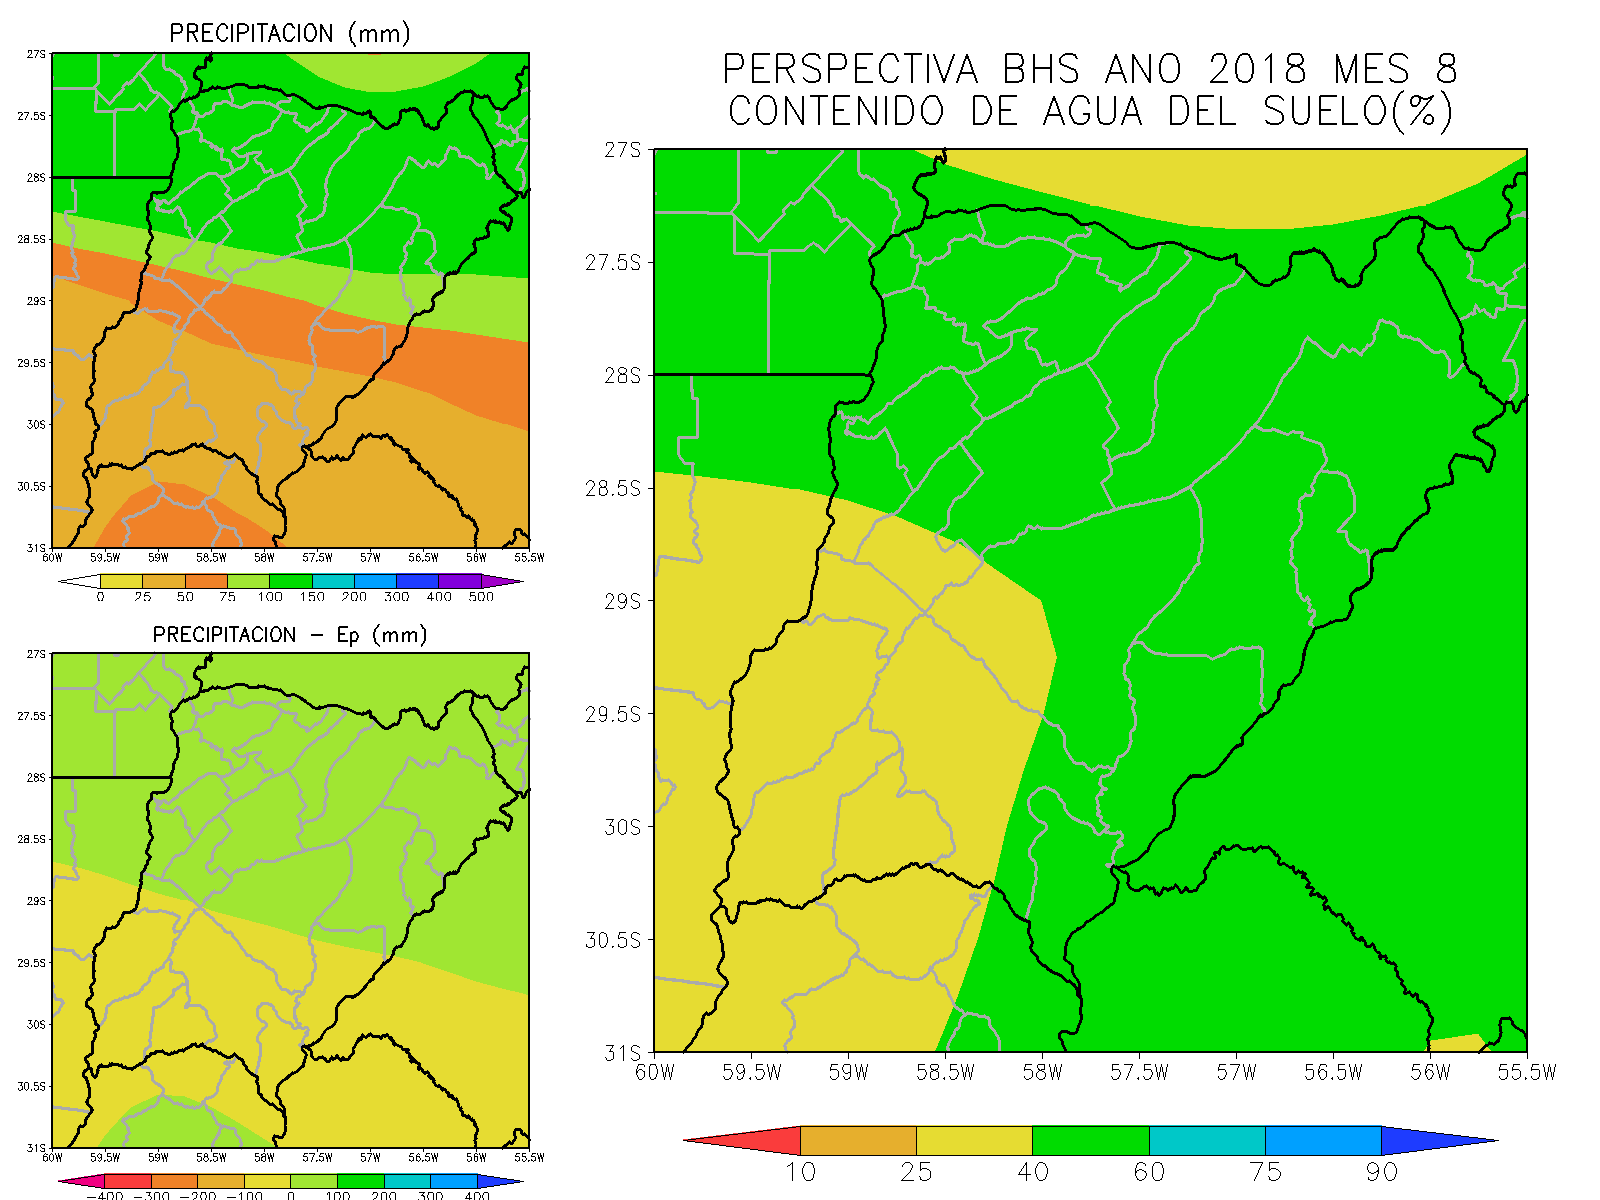 PRECIPITACION (mm)
27S
27.5S
28S
28.5S
29S
29.5S
30S
30.5S
31S
60W 59.5W 59W 58.5W 58W 57.5W 57W 56.5W 56W 55.5W
0 25 50 75 100 150 200 300 400 500
PRECIPITACION – Ep (mm)
27S
27.5S
28S
28.5S
29S
29.5S
30S
30.5S
31S
60W 59.5W 59W 58.5W 58W 57.5W 57W 56.5W 56W 55.5W
−400 −300 −200 −100 0 100 200 300 400
PERSPECTIVA BHS ANO 2018 MES 8
CONTENIDO DE AGUA DEL SUELO(%)
27S
27.5S
28S
28.5S
29S
29.5S
30S
30.5S
31S
60W 59.5W 59W 58.5W 58W 57.5W 57W 56.5W 56W 55.5W
10 25 40 60 75 90